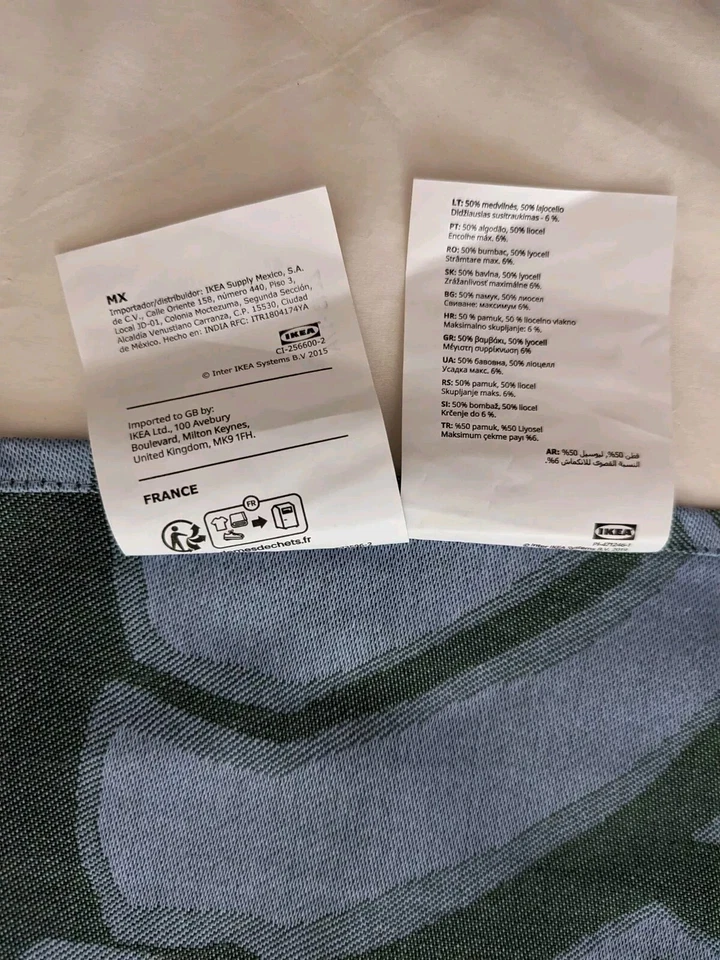 MX
Importador/distribuidor: IKEA Supply Mexico, S.A.
de C.V., Calle Oriente 158, número 440, Piso 3,
Local JD-01, Colonia Moctezuma, Segunda Sección,
Alcaldía Venustiano Carranza, C.P. 15530, Ciudad
de México. Hecho en: INDIA RFC: ITR1804174YA
IKEA
CI-256600-2
© Inter IKEA Systems B.V 2015
Imported to GB by:
IKEA Ltd., 100 Avebury
Boulevard, Milton Keynes,
United Kingdom, MK9 1FH.
FRANCE
FR
mesdechets.fr
LT: 50% medvilnės, 50% lajocelio
Didžiausias susitraukimas - 6 %.
PT: 50% algodão, 50% liocel
Encolhe máx. 6%.
RO: 50% bumbac, 50% lyocell
Strâmtare max. 6%.
SK: 50% bavlna, 50% lyocell
Zrážanlivosť maximálne 6%.
BG: 50% памук, 50% лиосел
Свиване: максимум 6%.
HR: 50 % pamuk, 50 % liocelno vlakno
Maksimalno skupljanje: 6 %.
GR: 50% βαμβάκι, 50% lyocell
Μέγιστη συρρίκνωση 6%
UA: 50% бавовна, 50% ліоцелл
Усадка макс. 6%.
RS: 50% pamuk, 50% liocel
Skupljanje maks. 6%.
SI: 50% bombaž, 50% liocel
Krčenje do 6 %.
TR: %50 pamuk, %50 Liyosel
Maksimum çekme payı %6.
AR: قطن 50%، ليوسيل 50%
النسبة القصوى للانكماش 6%.
IKEA